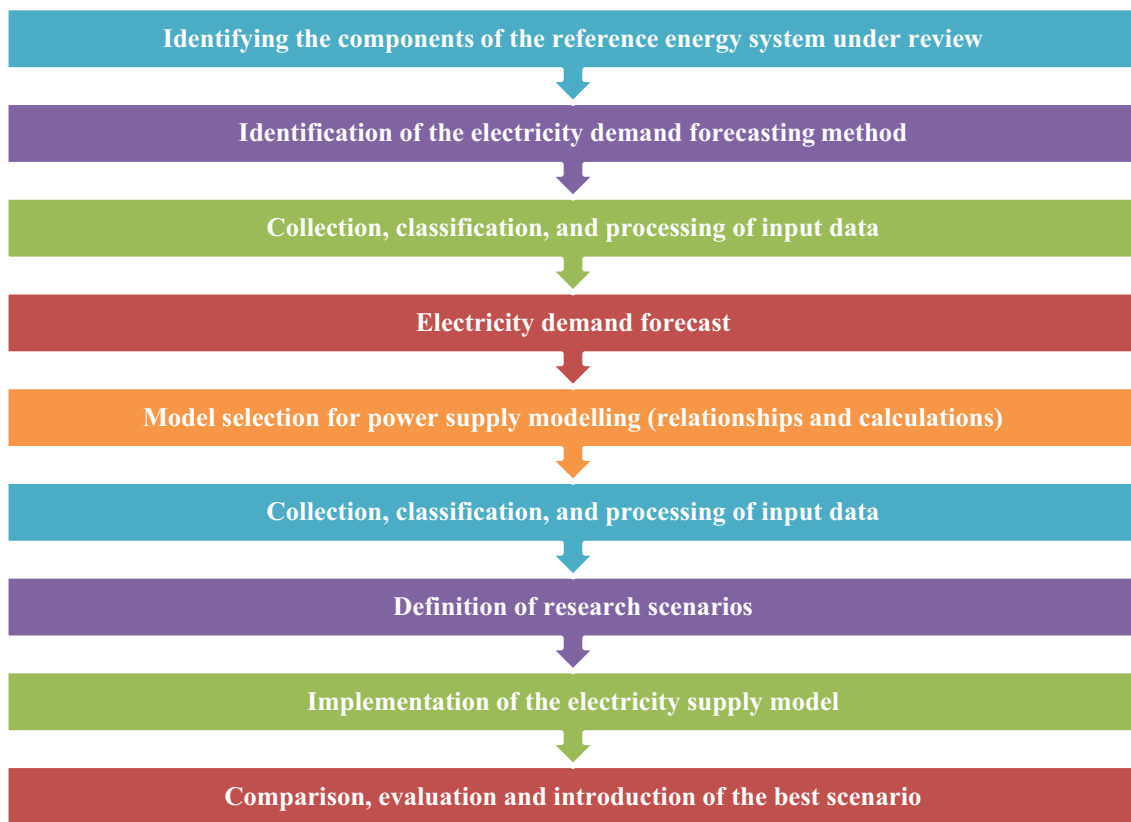 Identifying the components of the reference energy system under review
Identification of the electricity demand forecasting method
Collection, classification, and processing of input data
Electricity demand forecast
Model selection for power supply modelling (relationships and calculations)
Collection, classification, and processing of input data
Definition of research scenarios
Implementation of the electricity supply model
Comparison, evaluation and introduction of the best scenario